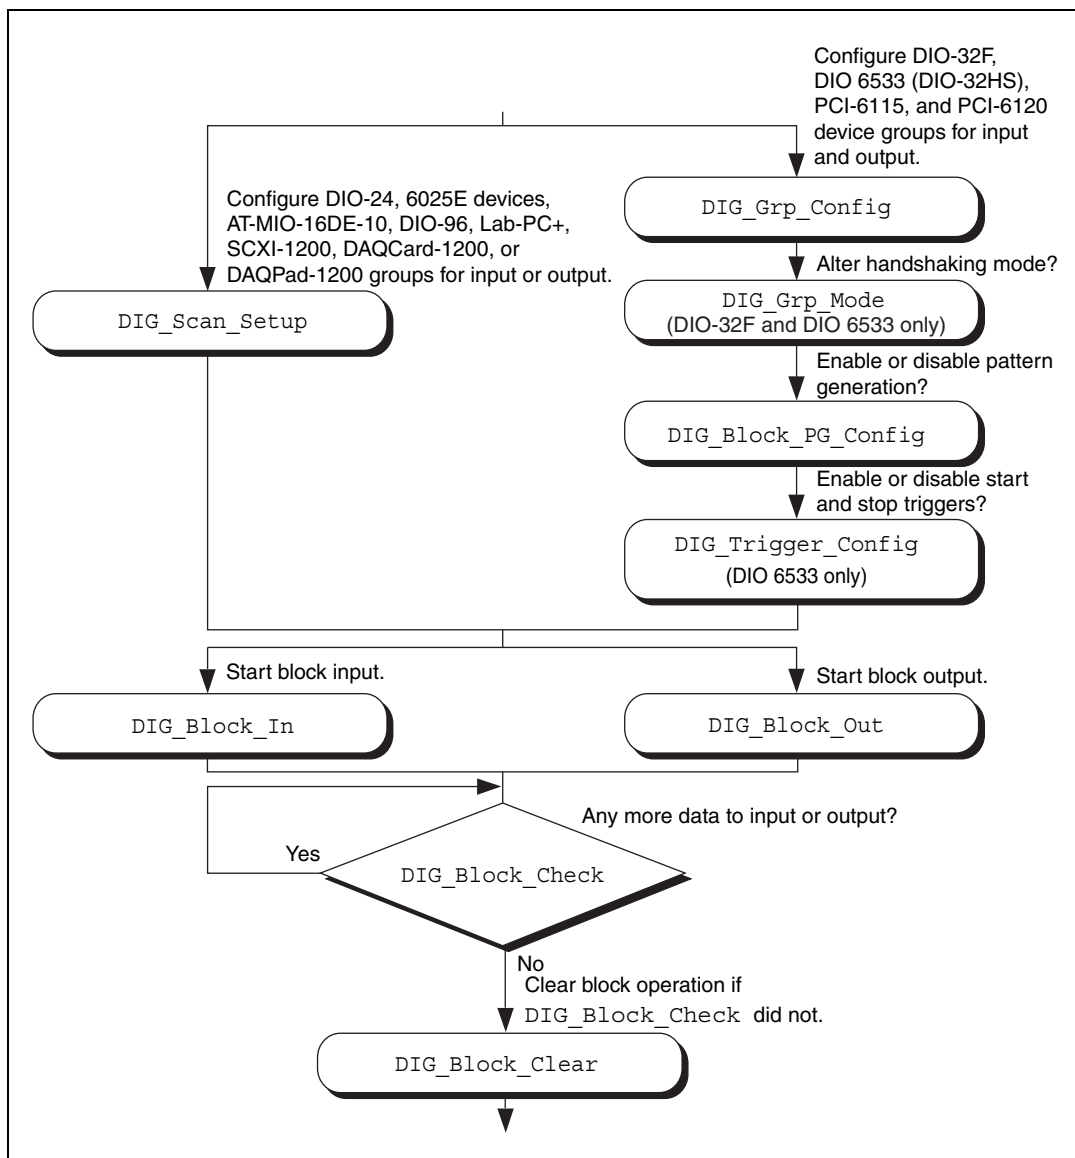 Configure DIO-32F,
DIO 6533 (DIO-32HS),
PCI-6115, and PCI-6120
device groups for input
and output.
DIG_Grp_Config
Configure DIO-24, 6025E devices,
AT-MIO-16DE-10, DIO-96, Lab-PC+,
SCXI-1200, DAQCard-1200, or
DAQPad-1200 groups for input or output.
DIG_Scan_Setup
Alter handshaking mode?
DIG_Grp_Mode
(DIO-32F and DIO 6533 only)
Enable or disable pattern
generation?
DIG_Block_PG_Config
Enable or disable start
and stop triggers?
DIG_Trigger_Config
(DIO 6533 only)
Start block input.
DIG_Block_In
Start block output.
DIG_Block_Out
Any more data to input or output?
Yes
DIG_Block_Check
No
Clear block operation if
DIG_Block_Check did not.
DIG_Block_Clear